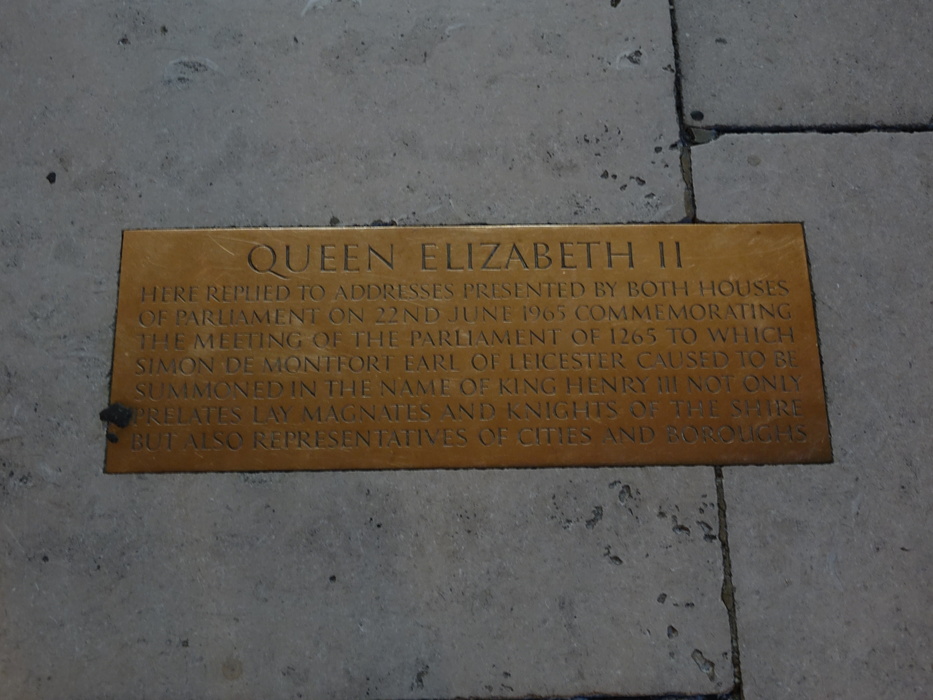 QUEEN ELIZABETH II
HERE REPLIED TO ADDRESSES PRESENTED BY BOTH HOUSES
OF PARLIAMENT ON 22ND JUNE 1965 COMMEMORATING
THE MEETING OF THE PARLIAMENT OF 1265 TO WHICH
SIMON DE MONTFORT EARL OF LEICESTER CAUSED TO BE
SUMMONED IN THE NAME OF KING HENRY III NOT ONLY
PRELATES LAY MAGNATES AND KNIGHTS OF THE SHIRE
BUT ALSO REPRESENTATIVES OF CITIES AND BOROUGHS